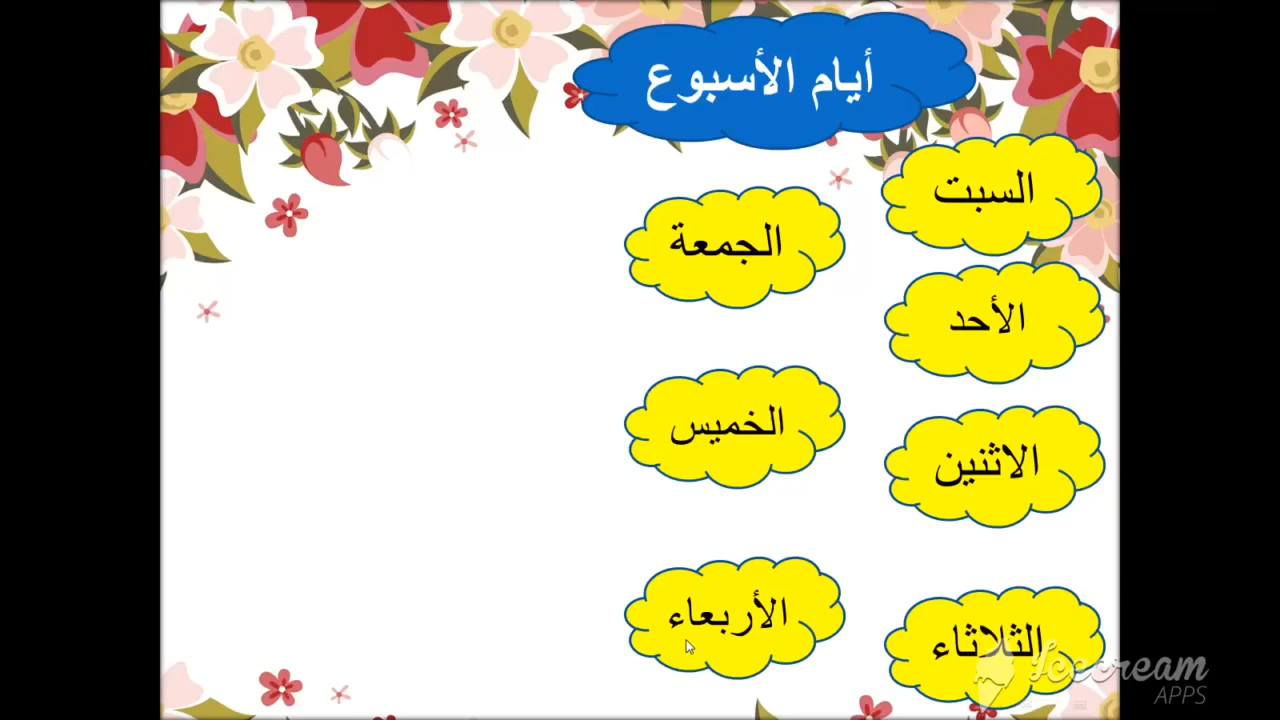 أيام الأسبوع
السبت
الأحد
الاثنين
الثلاثاء
الأربعاء
الخميس
الجمعة
Icecream
APPS